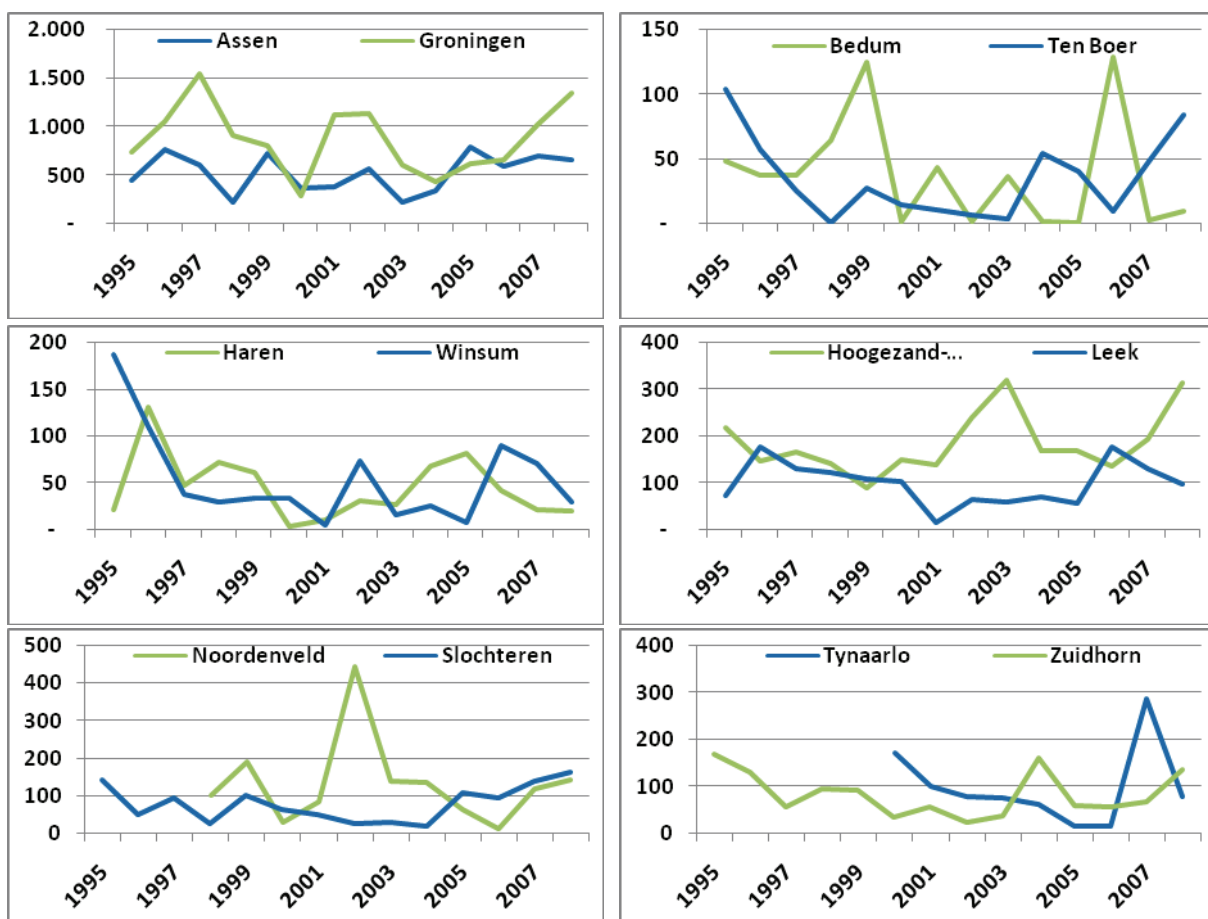 Assen Groningen
2.000
1.500
1.000
500
-
1995 1997 1999 2001 2003 2005 2007
Bedum Ten Boer
150
100
50
-
1995 1997 1999 2001 2003 2005 2007
Haren Winsum
200
150
100
50
-
1995 1997 1999 2001 2003 2005 2007
Hoogezand-... Leek
400
300
200
100
-
1995 1997 1999 2001 2003 2005 2007
Noordenveld Slochteren
500
400
300
200
100
0
1995 1997 1999 2001 2003 2005 2007
Tynaarlo Zuidhorn
400
300
200
100
0
1995 1997 1999 2001 2003 2005 2007